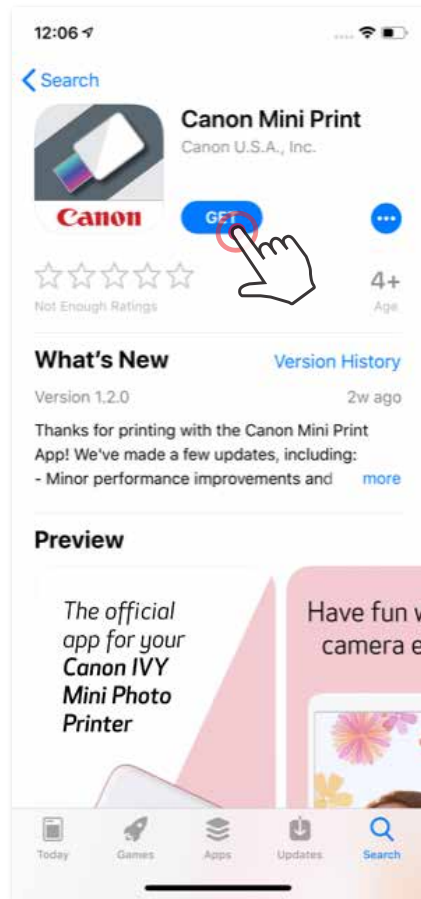 12:06
Search
Canon Mini Print
Canon U.S.A., Inc.
Canon
GET
4+
Not Enough Ratings
Age
What's New
Version History
Version 1.2.0
2w ago
Thanks for printing with the Canon Mini Print
App! We've made a few updates, including:
- Minor performance improvements and
more
Preview
The official
app for your
Canon IVY
Mini Photo
Printer
Have fun
camera e
Today
Games
Apps
Updates
Search